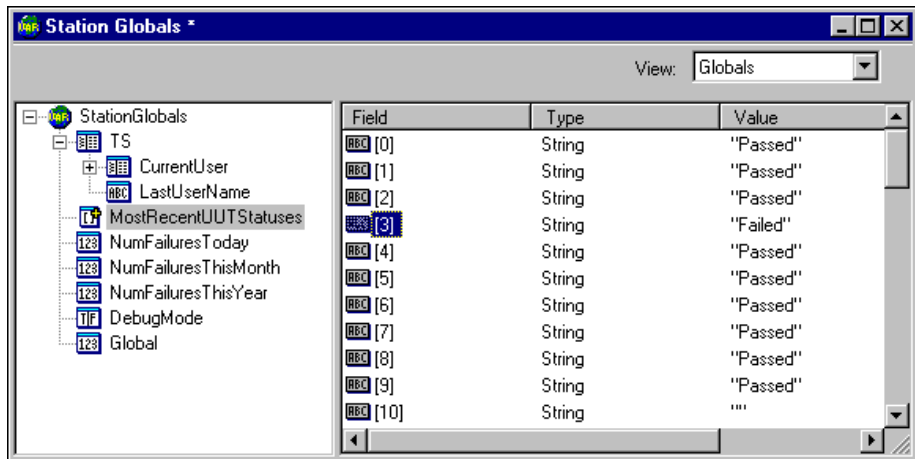 Station Globals *
View: Globals
StationGlobals
TS
CurrentUser
LastUserName
MostRecentUUTStatuses
NumFailuresToday
NumFailuresThisMonth
NumFailuresThisYear
DebugMode
Global
Field Type Value
[0] String "Passed"
[1] String "Passed"
[2] String "Passed"
[3] String "Failed"
[4] String "Passed"
[5] String "Passed"
[6] String "Passed"
[7] String "Passed"
[8] String "Passed"
[9] String "Passed"
[10] String ""